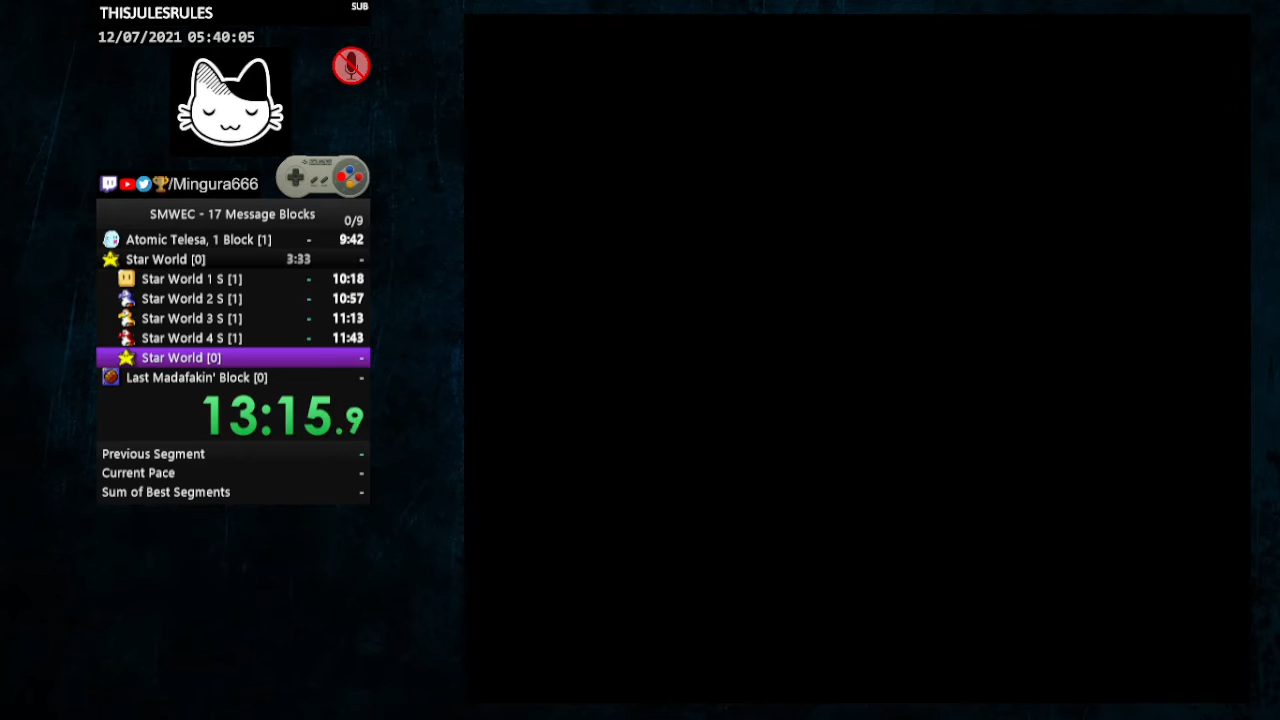 THISJULESRULES
SUB
12/07/2021 05:40:05
/Mingura666
SMWEC - 17 Message Blocks
0/9
Atomic Telesa, 1 Block [1] - 9:42
Star World [0] 3:33 -
Star World 1 S [1] - 10:18
Star World 2 S [1] - 10:57
Star World 3 S [1] - 11:13
Star World 4 S [1] - 11:43
Star World [0] -
Last Madafakin' Block [0] -
13:15.9
Previous Segment -
Current Pace -
Sum of Best Segments -